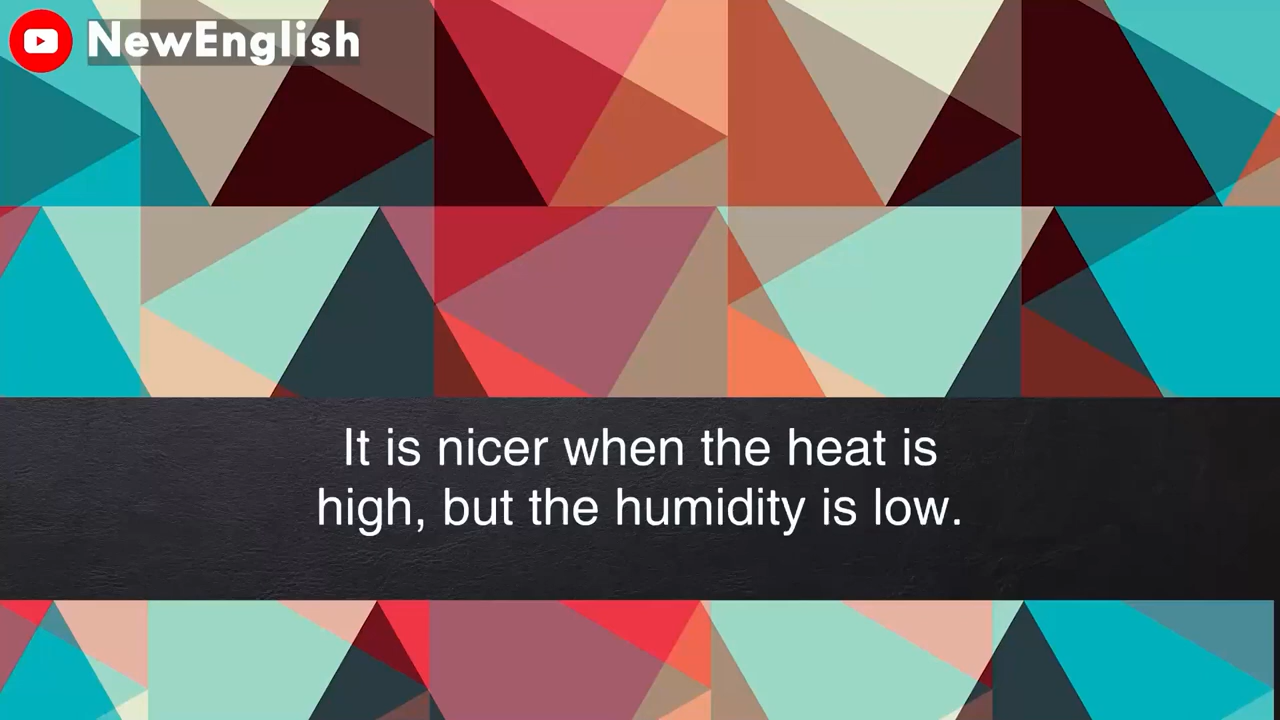 NewEnglish
It is nicer when the heat is
high, but the humidity is low.